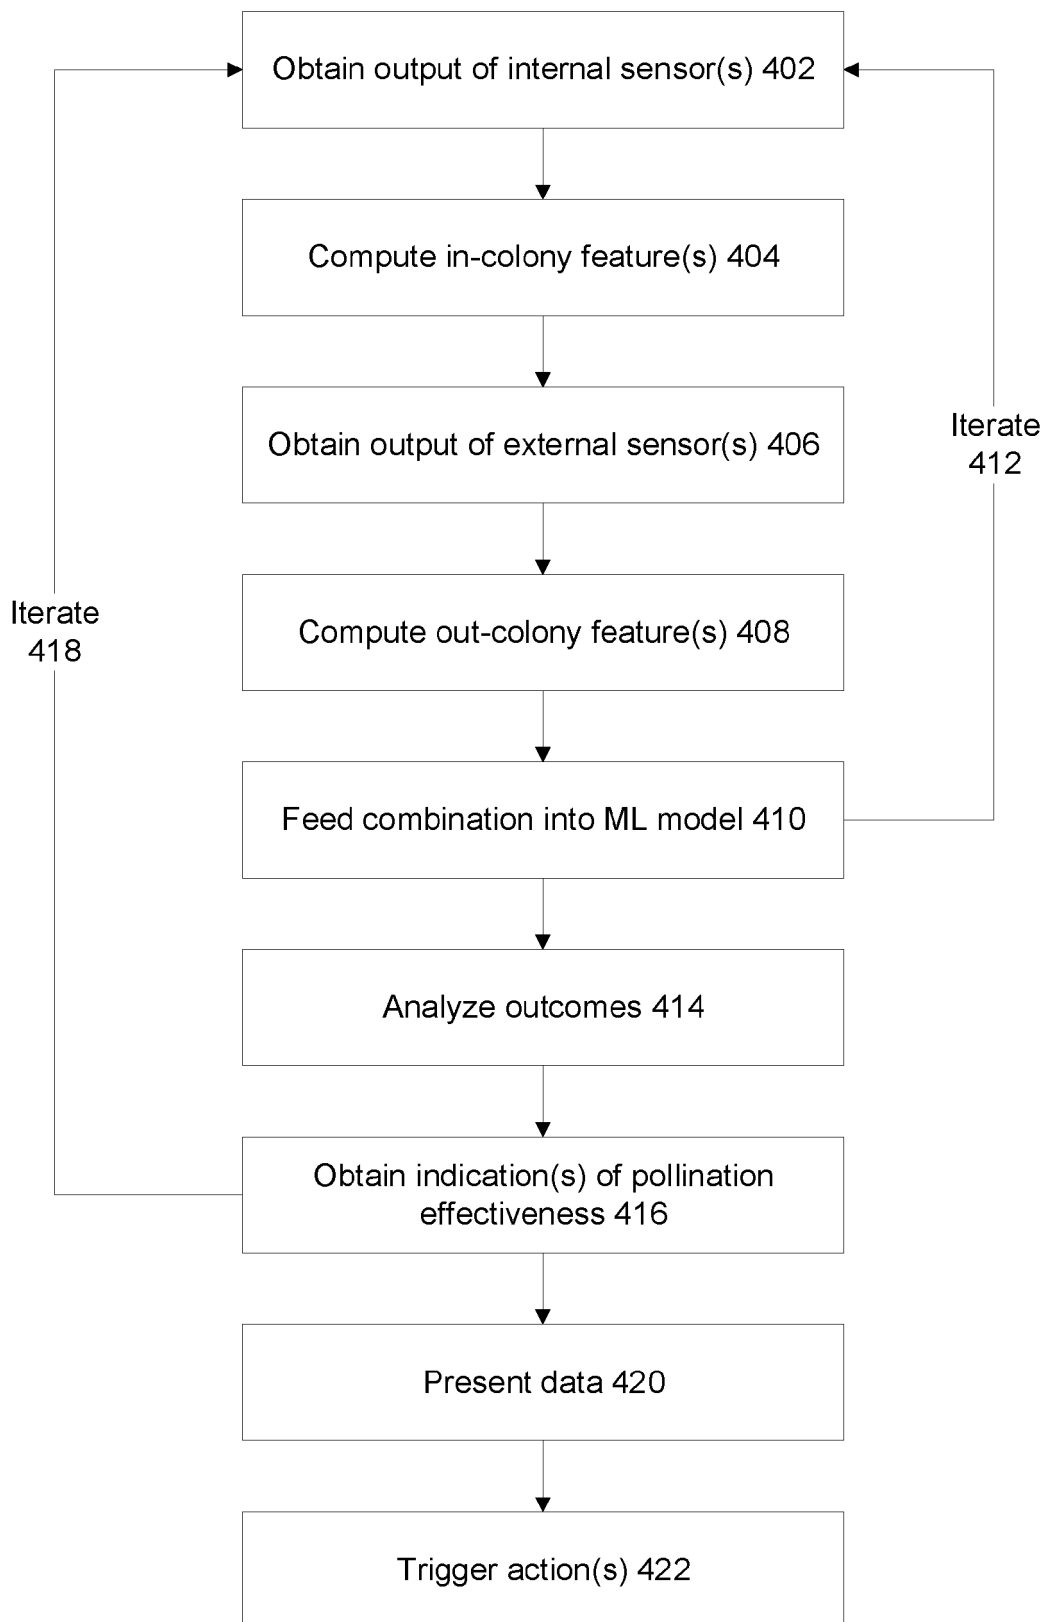 Obtain output of internal sensor(s) 402
Compute in-colony feature(s) 404
Obtain output of external sensor(s) 406
Iterate
412
Compute out-colony feature(s) 408
Iterate
418
Feed combination into ML model 410
Analyze outcomes 414
Obtain indication(s) of pollination
effectiveness 416
Present data 420
Trigger action(s) 422